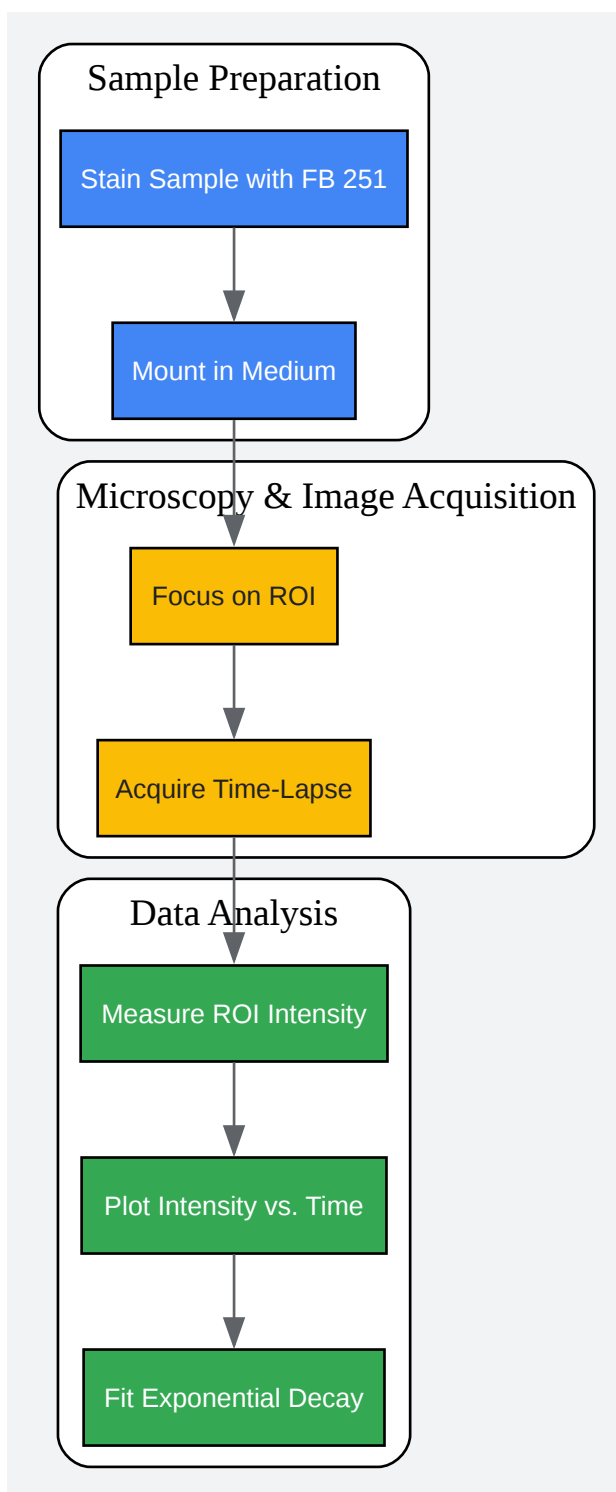 Sample Preparation
Stain Sample with FB 251
Mount in Medium
Microscopy & Image Acquisition
Focus on ROI
Acquire Time-Lapse
Data Analysis
Measure ROI Intensity
Plot Intensity vs. Time
Fit Exponential Decay